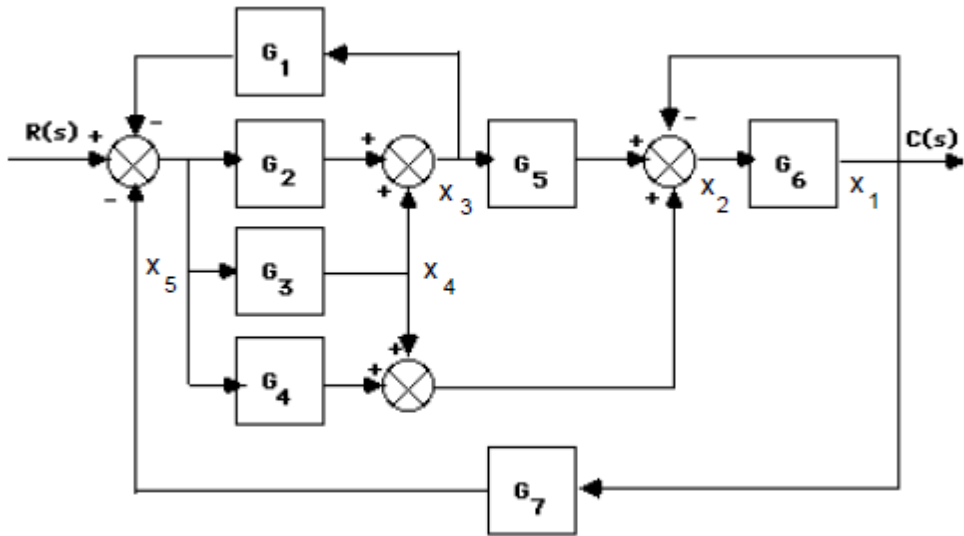 G1
R(s) + − −
G2
+ +
X3
G5
+ − +
X2
G6
C(s)
X1
X5
G3
X4
G4
+ +
G7